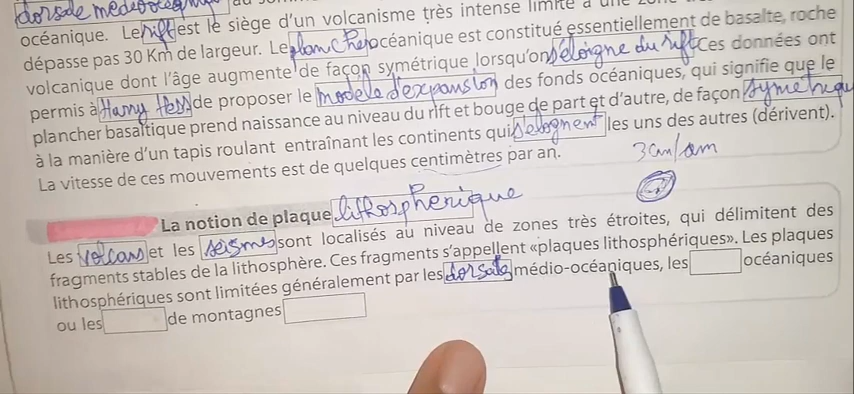 dorsale médioocéaniq
océanique. Le rift est le siège d'un volcanisme très intense limité à une zone
dépasse pas 30 Km de largeur. Le plancher océanique est constitué essentiellement de basalte, roche
volcanique dont l'âge augmente de façon symétrique lorsqu'on s'éloigne du rift Ces données ont
permis à Harry Hess de proposer le modèle d'expansion des fonds océaniques, qui signifie que le
plancher basaltique prend naissance au niveau du rift et bouge de part et d'autre, de façon symetrique
à la manière d'un tapis roulant entraînant les continents qui s'eloignent les uns des autres (dérivent).
La vitesse de ces mouvements est de quelques centimètres par an. 3cm/am
La notion de plaque lithospherique
Les volcans et les seismes sont localisés au niveau de zones très étroites, qui délimitent des
fragments stables de la lithosphère. Ces fragments s'appellent «plaques lithosphériques». Les plaques
lithosphériques sont limitées généralement par les dorsales médio-océaniques, les océaniques
ou les de montagnes